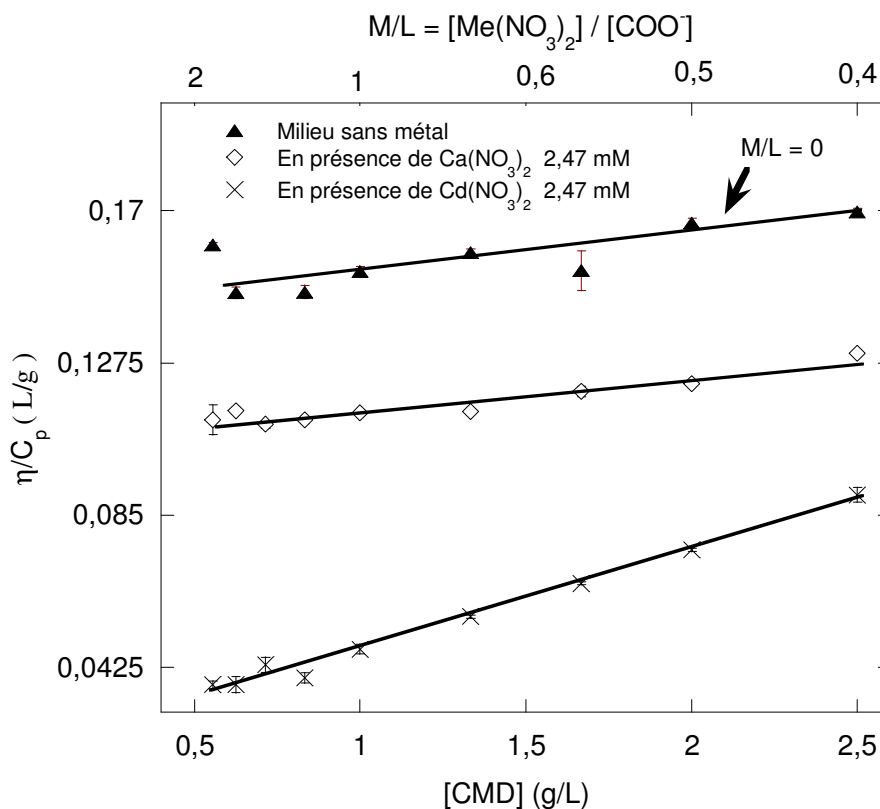 M/L = [Me(NO₃)₂] / [COO⁻]
2 1 0,6 0,5 0,4
Milieu sans métal
En présence de Ca(NO₃)₂ 2,47 mM
En présence de Cd(NO₃)₂ 2,47 mM
M/L = 0
0,17
0,1275
0,085
0,0425
η/Cₚ ( L/g )
0,5 1 1,5 2 2,5
[CMD] (g/L)